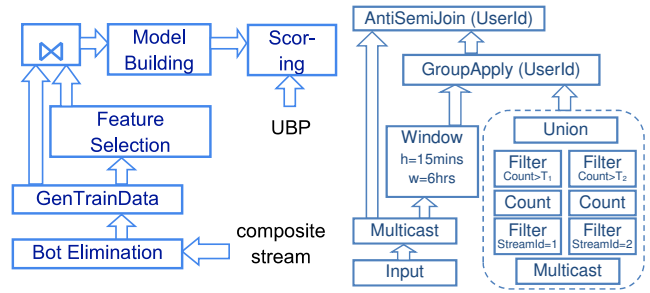 ⋈
Model
Building
Scor-
ing
UBP
Feature
Selection
GenTrainData
Bot Elimination
composite
stream
AntiSemiJoin (UserId)
GroupApply (UserId)
Window
h=15mins
w=6hrs
Multicast
Input
Union
Filter
Count>T₁
Filter
Count>T₂
Count
Count
Filter
StreamId=1
Filter
StreamId=2
Multicast